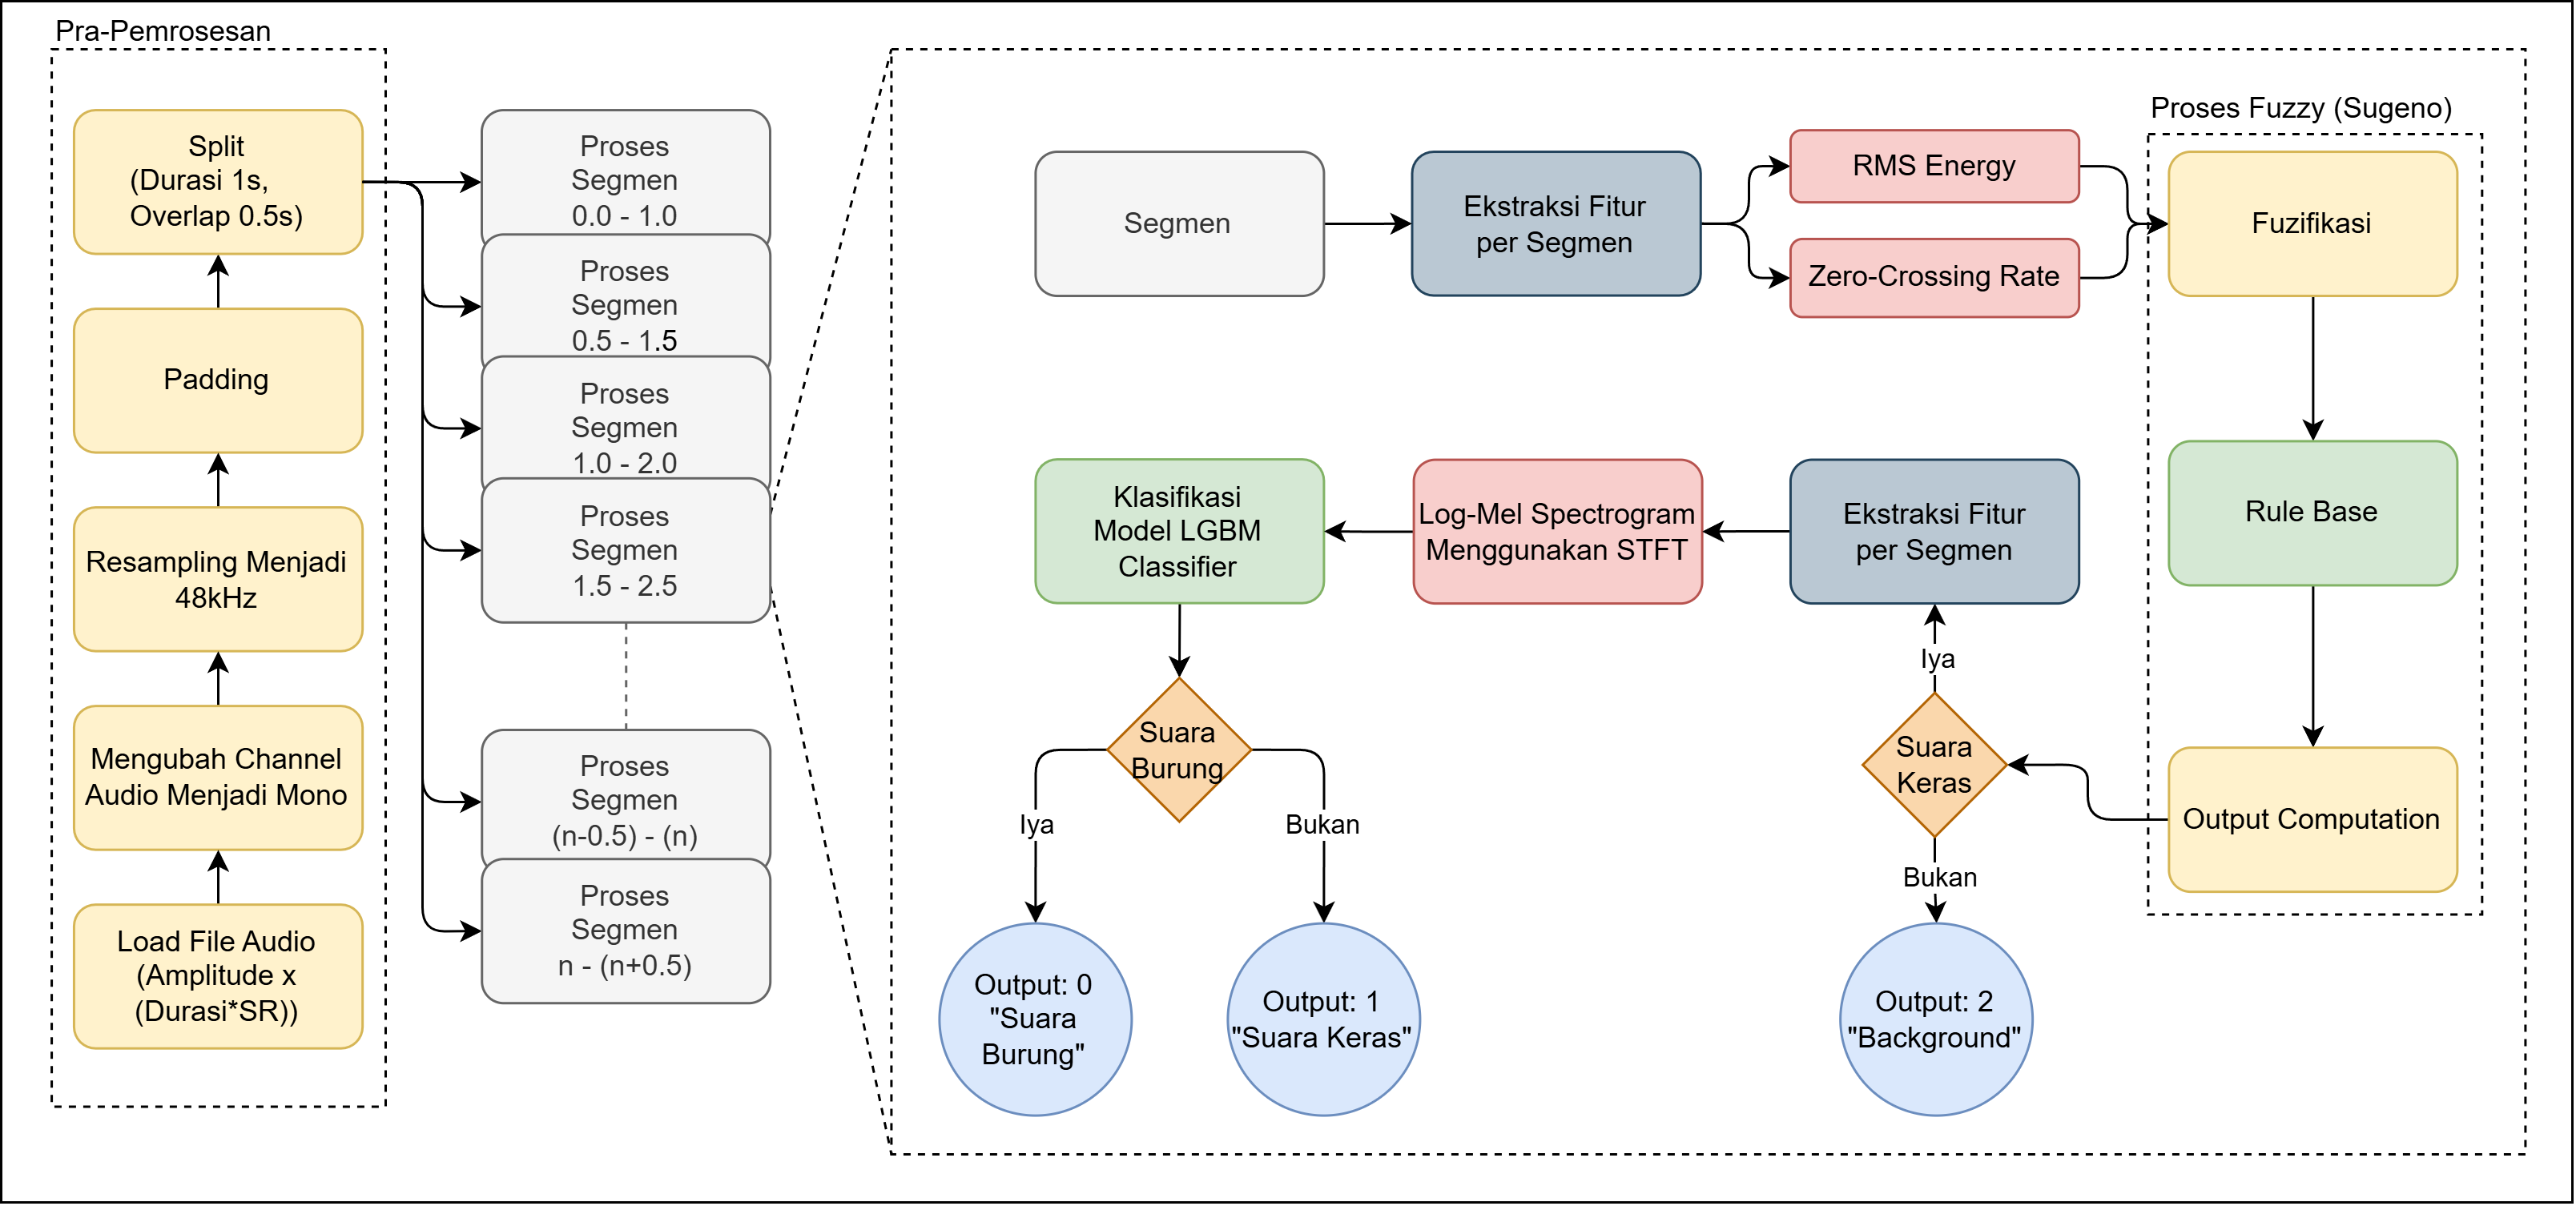 Pra-Pemrosesan
Split
(Durasi 1s,
Overlap 0.5s)
Padding
Resampling Menjadi
48kHz
Mengubah Channel
Audio Menjadi Mono
Load File Audio
(Amplitude x
(Durasi*SR))
Proses
Segmen
0.0 - 1.0
Proses
Segmen
0.5 - 1.5
Proses
Segmen
1.0 - 2.0
Proses
Segmen
1.5 - 2.5
Proses
Segmen
(n-0.5) - (n)
Proses
Segmen
n - (n+0.5)
Segmen
Ekstraksi Fitur
per Segmen
RMS Energy
Zero-Crossing Rate
Proses Fuzzy (Sugeno)
Fuzifikasi
Rule Base
Output Computation
Suara
Keras
Iya
Bukan
Ekstraksi Fitur
per Segmen
Log-Mel Spectrogram
Menggunakan STFT
Klasifikasi
Model LGBM
Classifier
Suara
Burung
Iya
Bukan
Output: 0
"Suara
Burung"
Output: 1
"Suara Keras"
Output: 2
"Background"